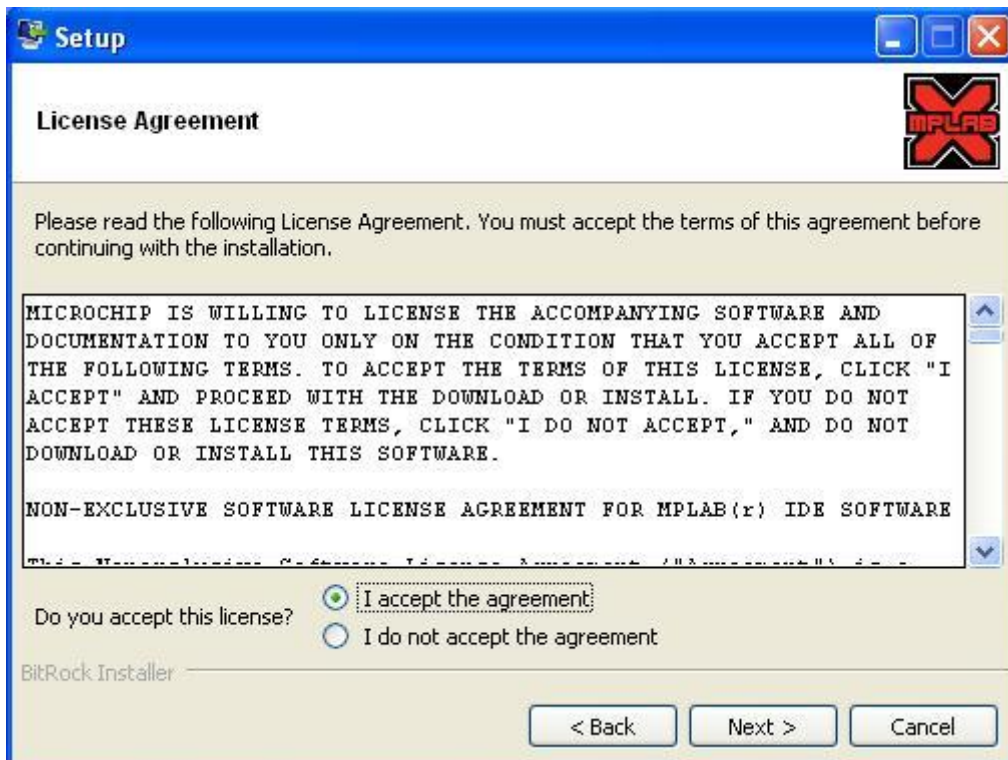 Setup
License Agreement
MPLAB
Please read the following License Agreement. You must accept the terms of this agreement before
continuing with the installation.
MICROCHIP IS WILLING TO LICENSE THE ACCOMPANYING SOFTWARE AND
DOCUMENTATION TO YOU ONLY ON THE CONDITION THAT YOU ACCEPT ALL OF
THE FOLLOWING TERMS. TO ACCEPT THE TERMS OF THIS LICENSE, CLICK "I
ACCEPT" AND PROCEED WITH THE DOWNLOAD OR INSTALL. IF YOU DO NOT
ACCEPT THESE LICENSE TERMS, CLICK "I DO NOT ACCEPT," AND DO NOT
DOWNLOAD OR INSTALL THIS SOFTWARE.
NON-EXCLUSIVE SOFTWARE LICENSE AGREEMENT FOR MPLAB(r) IDE SOFTWARE
Do you accept this license?
I accept the agreement
I do not accept the agreement
BitRock Installer
< Back
Next >
Cancel